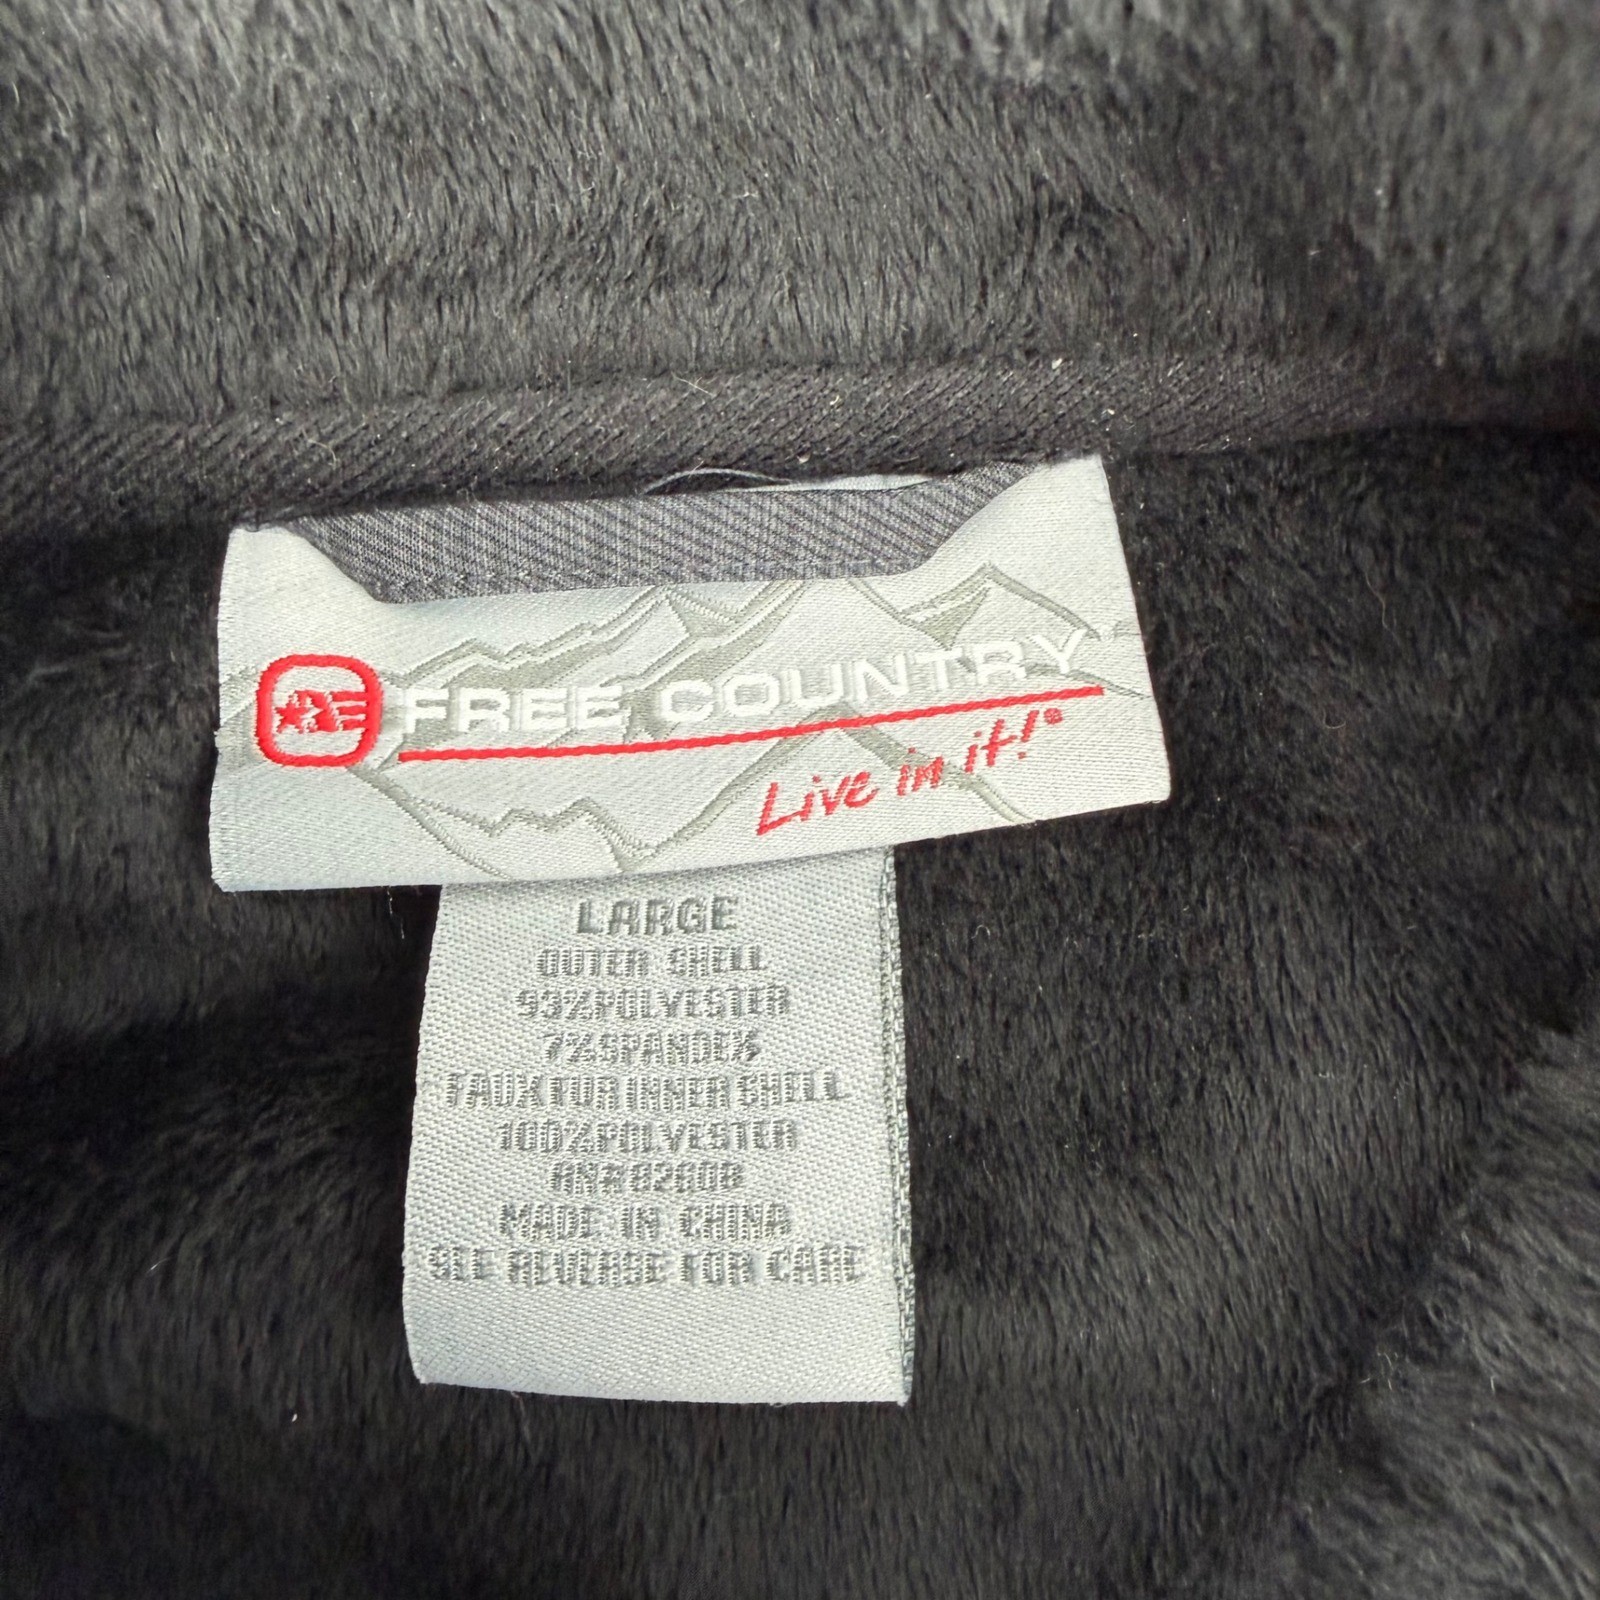 FREE COUNTRY
Live in it!®
LARGE
OUTER SHELL
93%POLYESTER
7%SPANDEX
FAUX FUR INNER SHELL
100%POLYESTER
RN#82608
MADE IN CHINA
SEE REVERSE FOR CARE